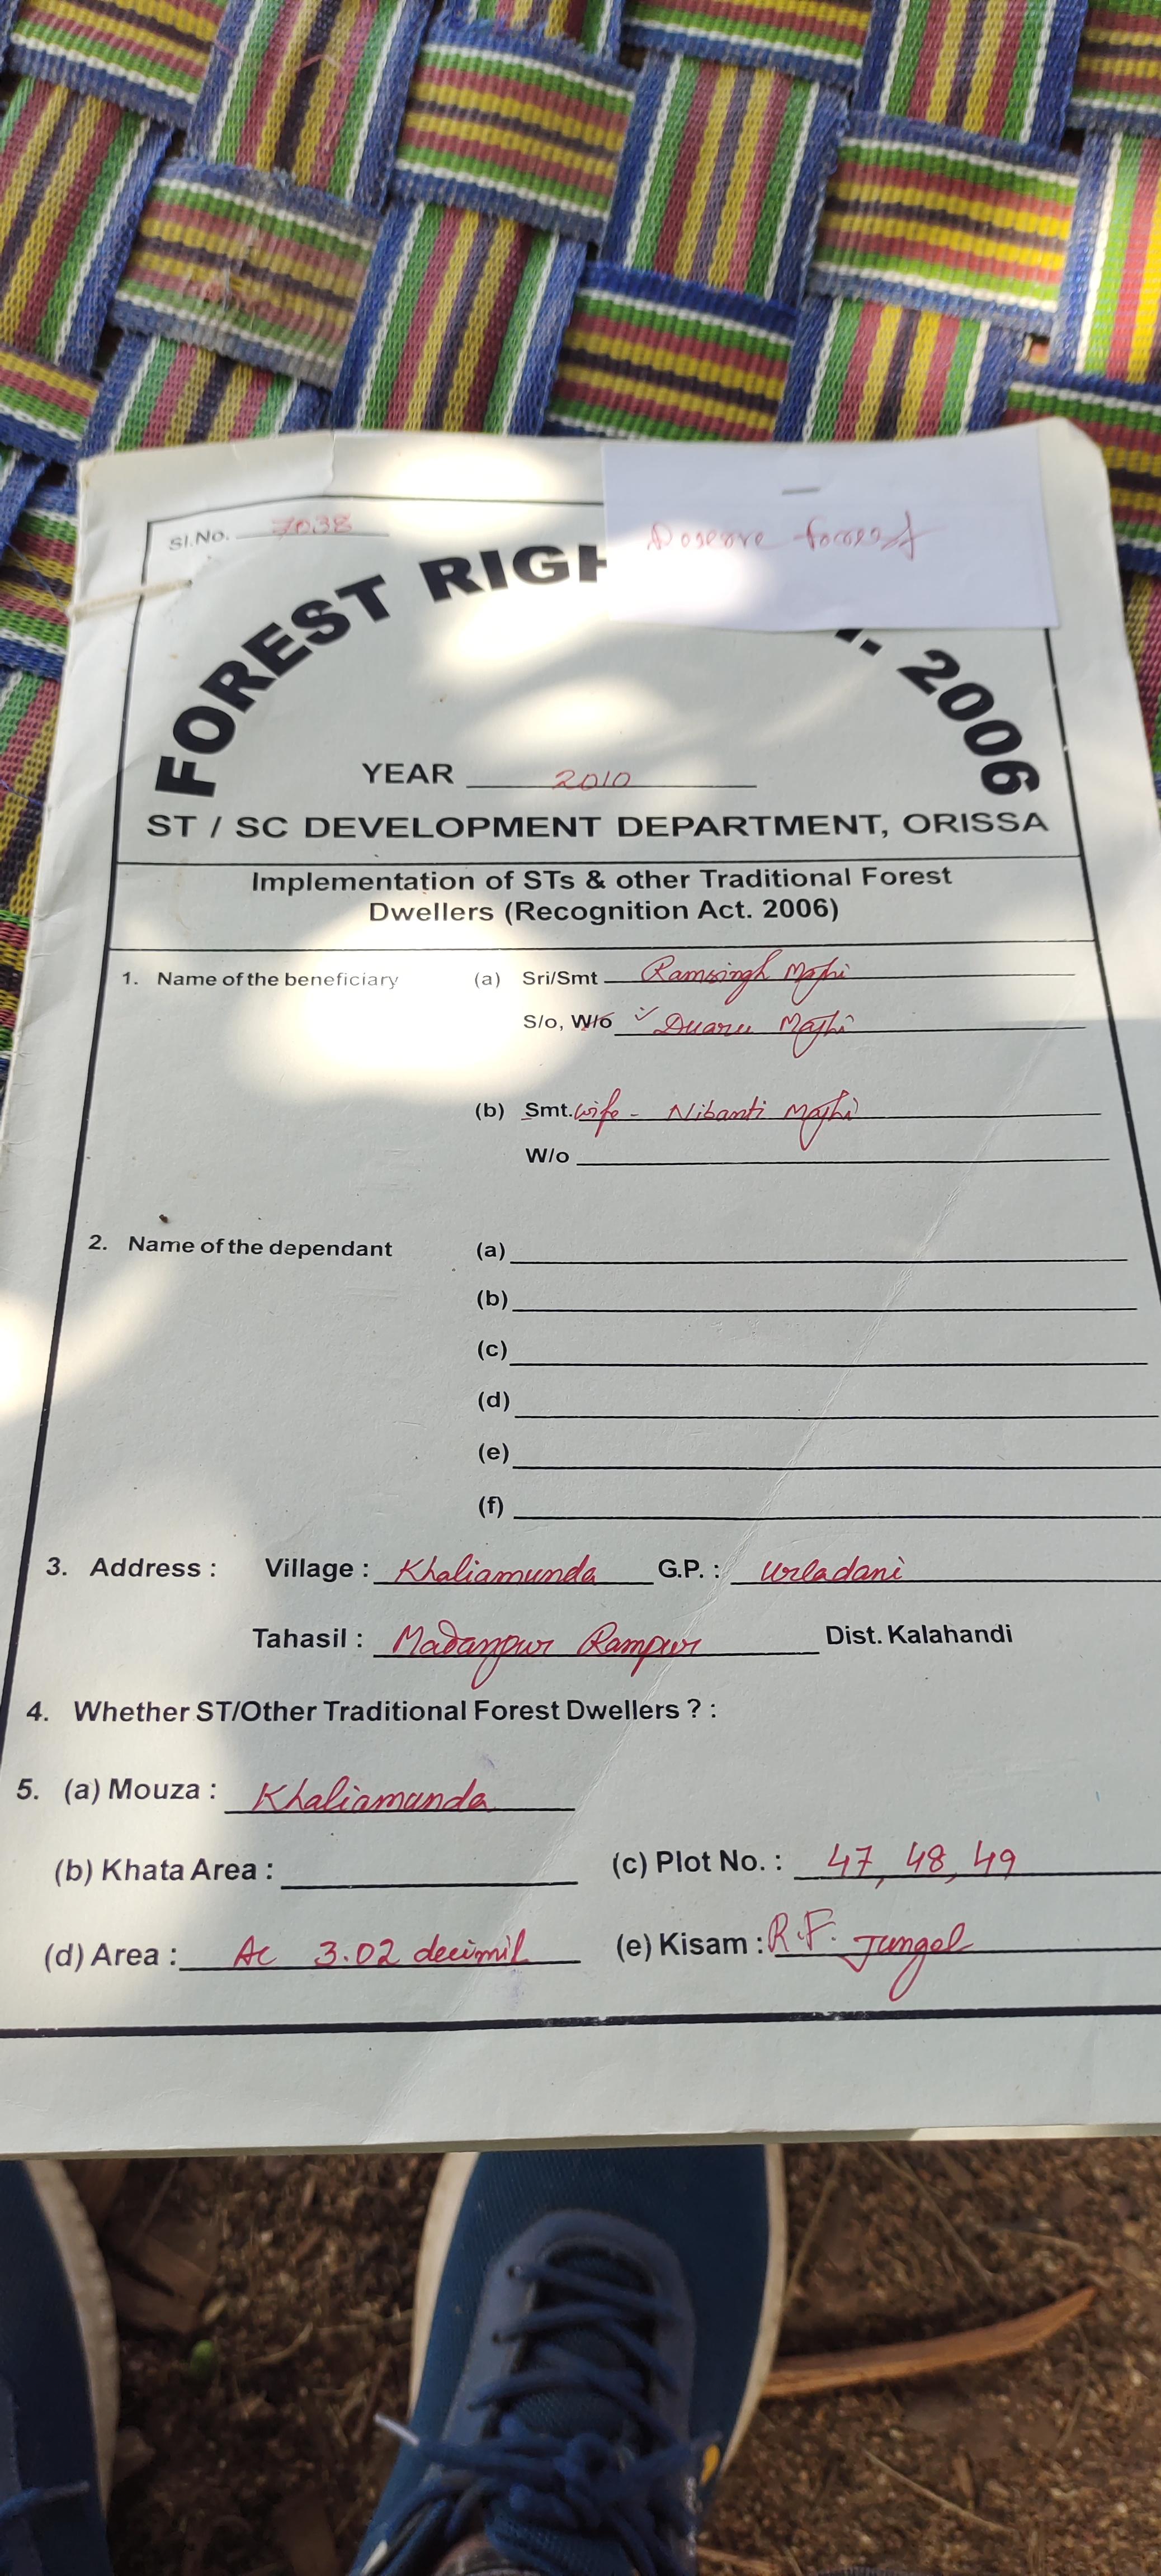 Sl.No. 7038
Reserve forest
FOREST RIGH . 2006
YEAR 2010
ST / SC DEVELOPMENT DEPARTMENT, ORISSA
Implementation of STs & other Traditional Forest
Dwellers (Recognition Act. 2006)
1. Name of the beneficiary (a) Sri/Smt Ramsingh Majhi
S/o, W/o Duaru Majhi
(b) Smt. wife - Nibanti Majhi
W/o
2. Name of the dependant (a)
(b)
(c)
(d)
(e)
(f)
3. Address : Village : Khaliamunda G.P. : Urladani
Tahasil : Madanpur Rampur Dist. Kalahandi
4. Whether ST/Other Traditional Forest Dwellers ? :
5. (a) Mouza : Khaliamunda
(b) Khata Area : (c) Plot No. : 47, 48, 49
(d) Area : Ac 3.02 decimil (e) Kisam : R.F. Jungol